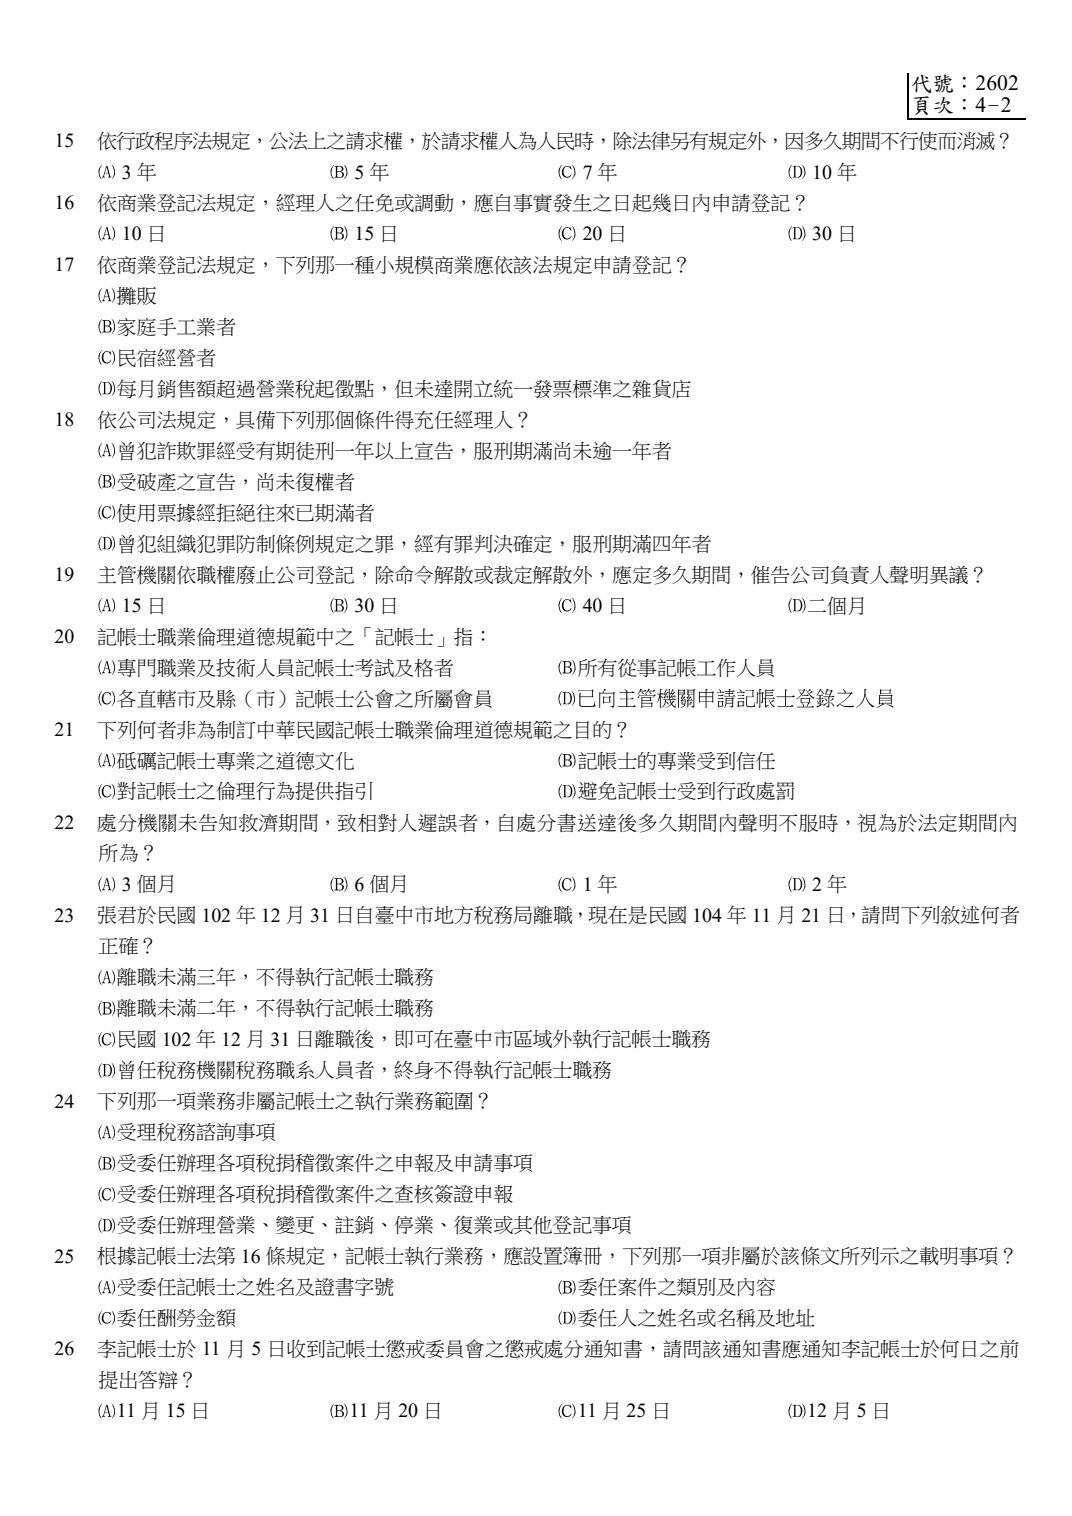 代號：2602
頁次：4－2
15 依行政程序法規定，公法上之請求權，於請求權人為人民時，除法律另有規定外，因多久期間不行使而消滅？
(A) 3 年 (B) 5 年 (C) 7 年 (D) 10 年
16 依商業登記法規定，經理人之任免或調動，應自事實發生之日起幾日內申請登記？
(A) 10 日 (B) 15 日 (C) 20 日 (D) 30 日
17 依商業登記法規定，下列那一種小規模商業應依該法規定申請登記？
(A)攤販
(B)家庭手工業者
(C)民宿經營者
(D)每月銷售額超過營業稅起徵點，但未達開立統一發票標準之雜貨店
18 依公司法規定，具備下列那個條件得充任經理人？
(A)曾犯詐欺罪經受有期徒刑一年以上宣告，服刑期滿尚未逾一年者
(B)受破產之宣告，尚未復權者
(C)使用票據經拒絕往來已期滿者
(D)曾犯組織犯罪防制條例規定之罪，經有罪判決確定，服刑期滿四年者
19 主管機關依職權廢止公司登記，除命令解散或裁定解散外，應定多久期間，催告公司負責人聲明異議？
(A) 15 日 (B) 30 日 (C) 40 日 (D)二個月
20 記帳士職業倫理道德規範中之「記帳士」指：
(A)專門職業及技術人員記帳士考試及格者 (B)所有從事記帳工作人員
(C)各直轄市及縣（市）記帳士公會之所屬會員 (D)已向主管機關申請記帳士登錄之人員
21 下列何者非為制訂中華民國記帳士職業倫理道德規範之目的？
(A)砥礪記帳士專業之道德文化 (B)記帳士的專業受到信任
(C)對記帳士之倫理行為提供指引 (D)避免記帳士受到行政處罰
22 處分機關未告知救濟期間，致相對人遲誤者，自處分書送達後多久期間內聲明不服時，視為於法定期間內
所為？
(A) 3 個月 (B) 6 個月 (C) 1 年 (D) 2 年
23 張君於民國 102 年 12 月 31 日自臺中市地方稅務局離職，現在是民國 104 年 11 月 21 日，請問下列敘述何者
正確？
(A)離職未滿三年，不得執行記帳士職務
(B)離職未滿二年，不得執行記帳士職務
(C)民國 102 年 12 月 31 日離職後，即可在臺中市區域外執行記帳士職務
(D)曾任稅務機關稅務職系人員者，終身不得執行記帳士職務
24 下列那一項業務非屬記帳士之執行業務範圍？
(A)受理稅務諮詢事項
(B)受委任辦理各項稅捐稽徵案件之申報及申請事項
(C)受委任辦理各項稅捐稽徵案件之查核簽證申報
(D)受委任辦理營業、變更、註銷、停業、復業或其他登記事項
25 根據記帳士法第 16 條規定，記帳士執行業務，應設置簿冊，下列那一項非屬於該條文所列示之載明事項？
(A)受委任記帳士之姓名及證書字號 (B)委任案件之類別及內容
(C)委任酬勞金額 (D)委任人之姓名或名稱及地址
26 李記帳士於 11 月 5 日收到記帳士懲戒委員會之懲戒處分通知書，請問該通知書應通知李記帳士於何日之前
提出答辯？
(A)11 月 15 日 (B)11 月 20 日 (C)11 月 25 日 (D)12 月 5 日